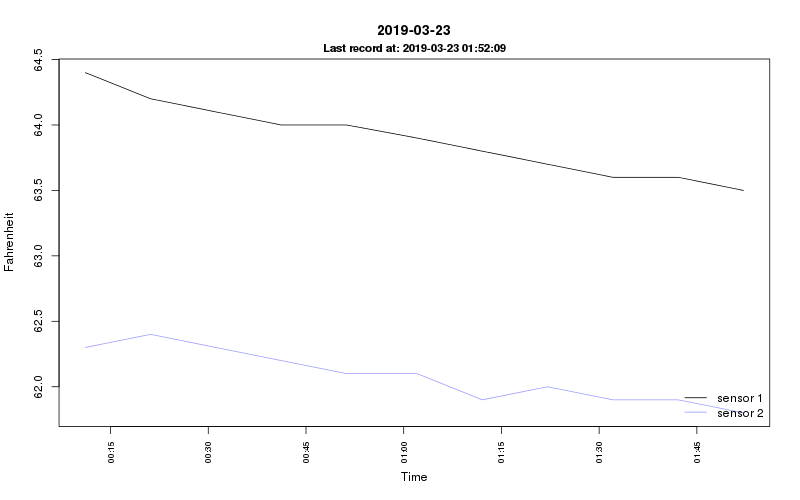 2019-03-23
Last record at: 2019-03-23 01:52:09
64.5
64.0
63.5
63.0
62.5
62.0
Fahrenheit
sensor 1
sensor 2
00:15
00:30
00:45
01:00
01:15
01:30
01:45
Time